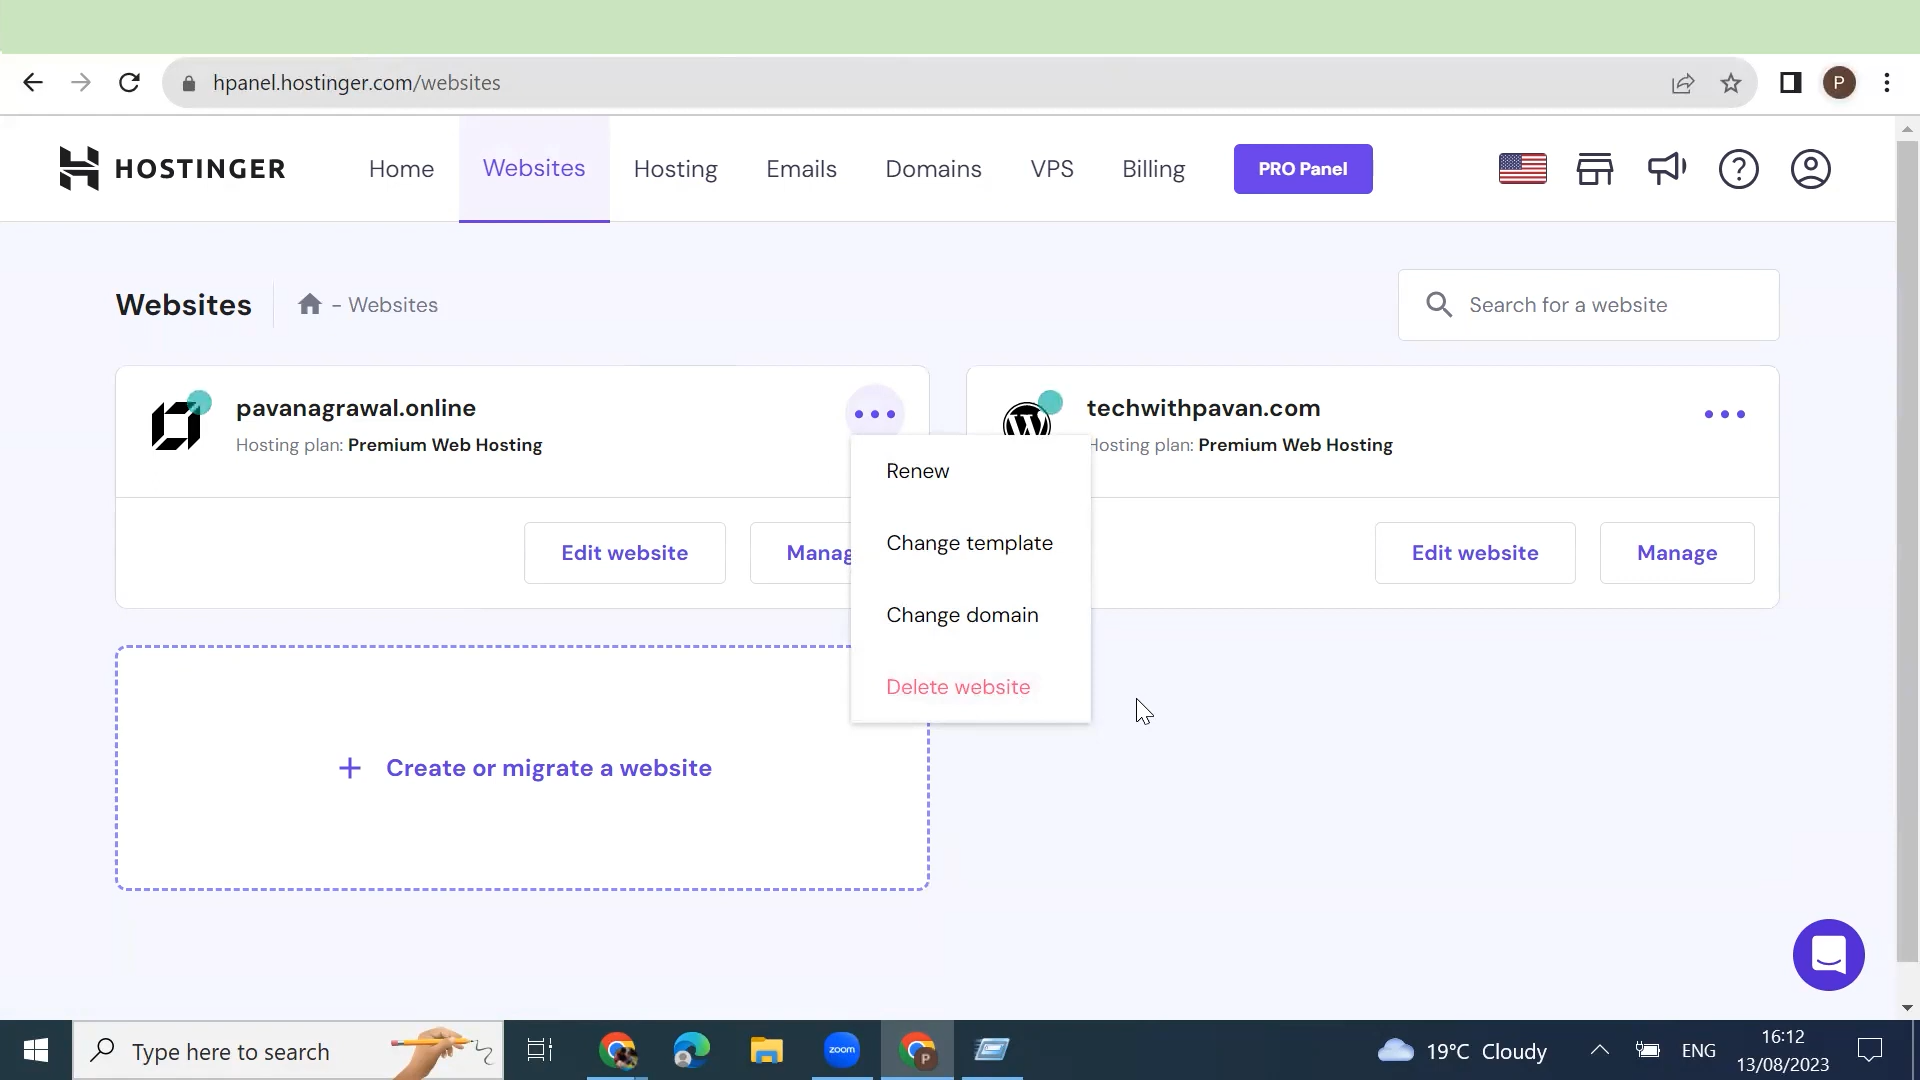 hpanel.hostinger.com/websites
P
HOSTINGER
Home
Websites
Hosting
Emails
Domains
VPS
Billing
PRO Panel
Websites
- Websites
Search for a website
pavanagrawal.online
Hosting plan: Premium Web Hosting
Edit website
Manag
techwithpavan.com
Hosting plan: Premium Web Hosting
Edit website
Manage
Renew
Change template
Change domain
Delete website
+ Create or migrate a website
Type here to search
zoom
P
19°C Cloudy
ENG
16:12
13/08/2023